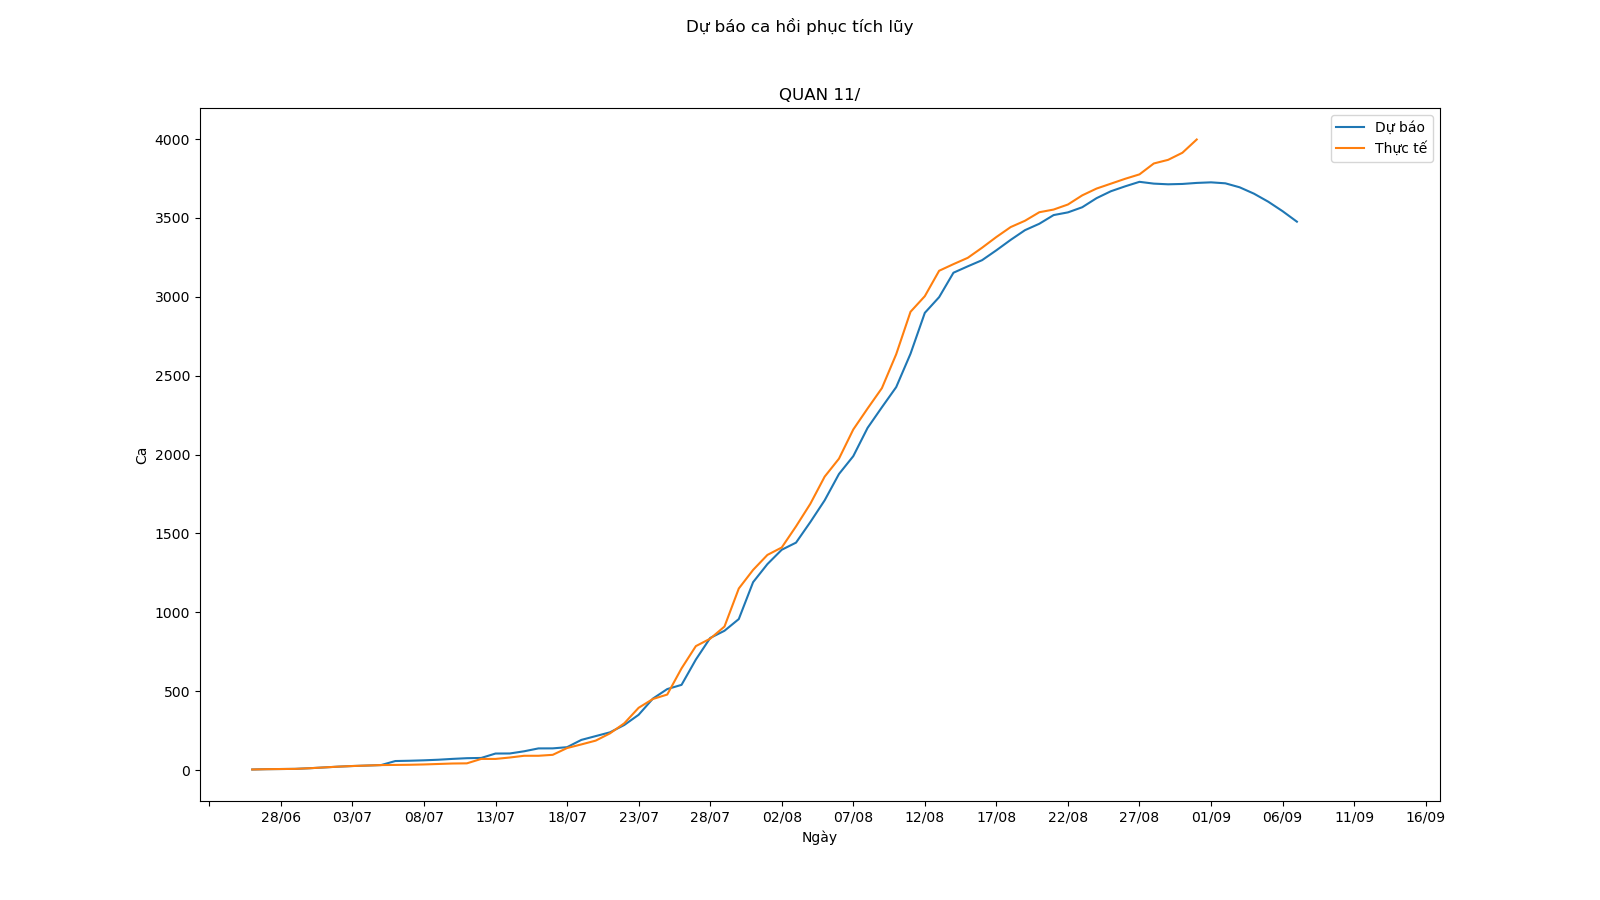 Dự báo ca hồi phục tích lũy
QUAN 11/
Dự báo
Thực tế
4000
3500
3000
2500
2000
1500
1000
500
0
Ca
28/06 03/07 08/07 13/07 18/07 23/07 28/07 02/08 07/08 12/08 17/08 22/08 27/08 01/09 06/09 11/09 16/09
Ngày